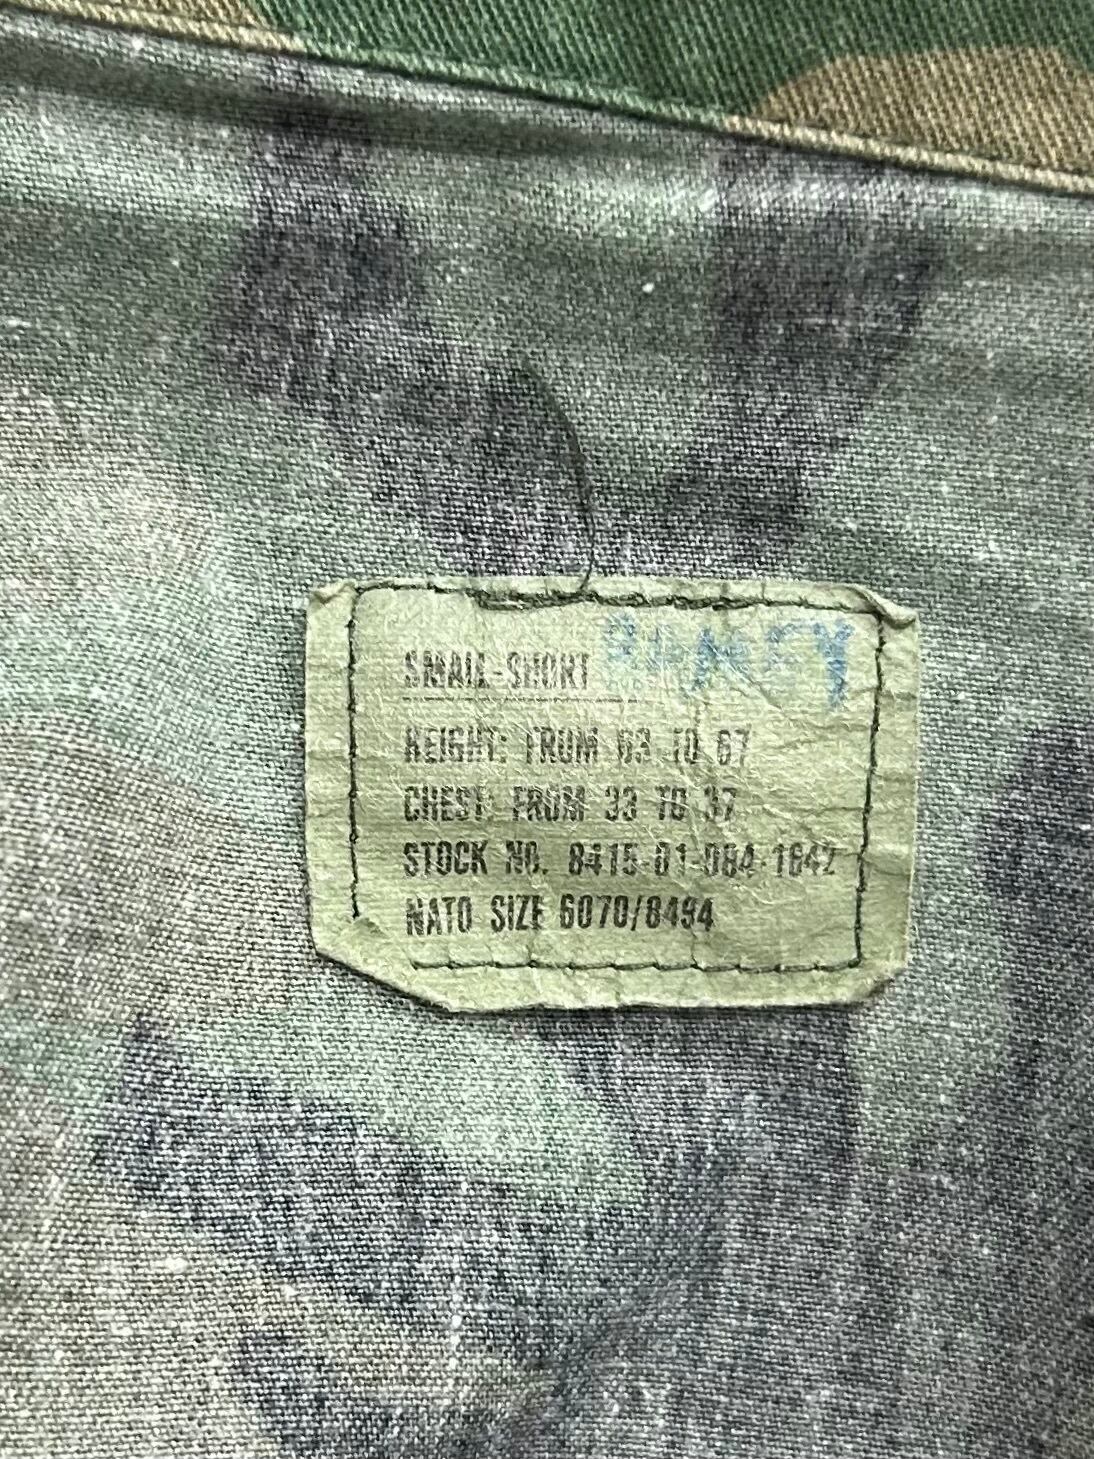 SMALL-SHORT
HEIGHT: FROM 63 TO 67
CHEST: FROM 33 TO 37
STOCK NO. 8415-01-084-1642
NATO SIZE 6070/8494